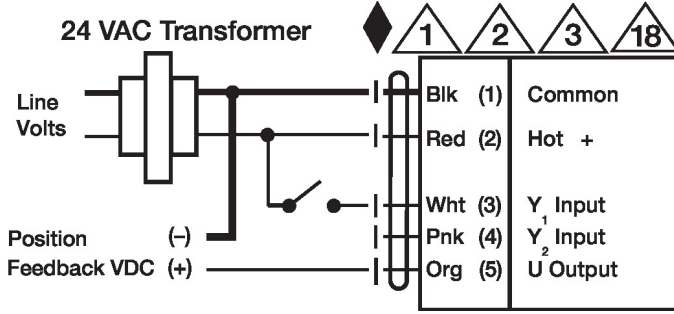 24 VAC Transformer
1 2 3 18
Line
Volts
Blk (1) Common
Red (2) Hot +
Wht (3) Y1 Input
Pnk (4) Y2 Input
Org (5) U Output
Position (–)
Feedback VDC (+)